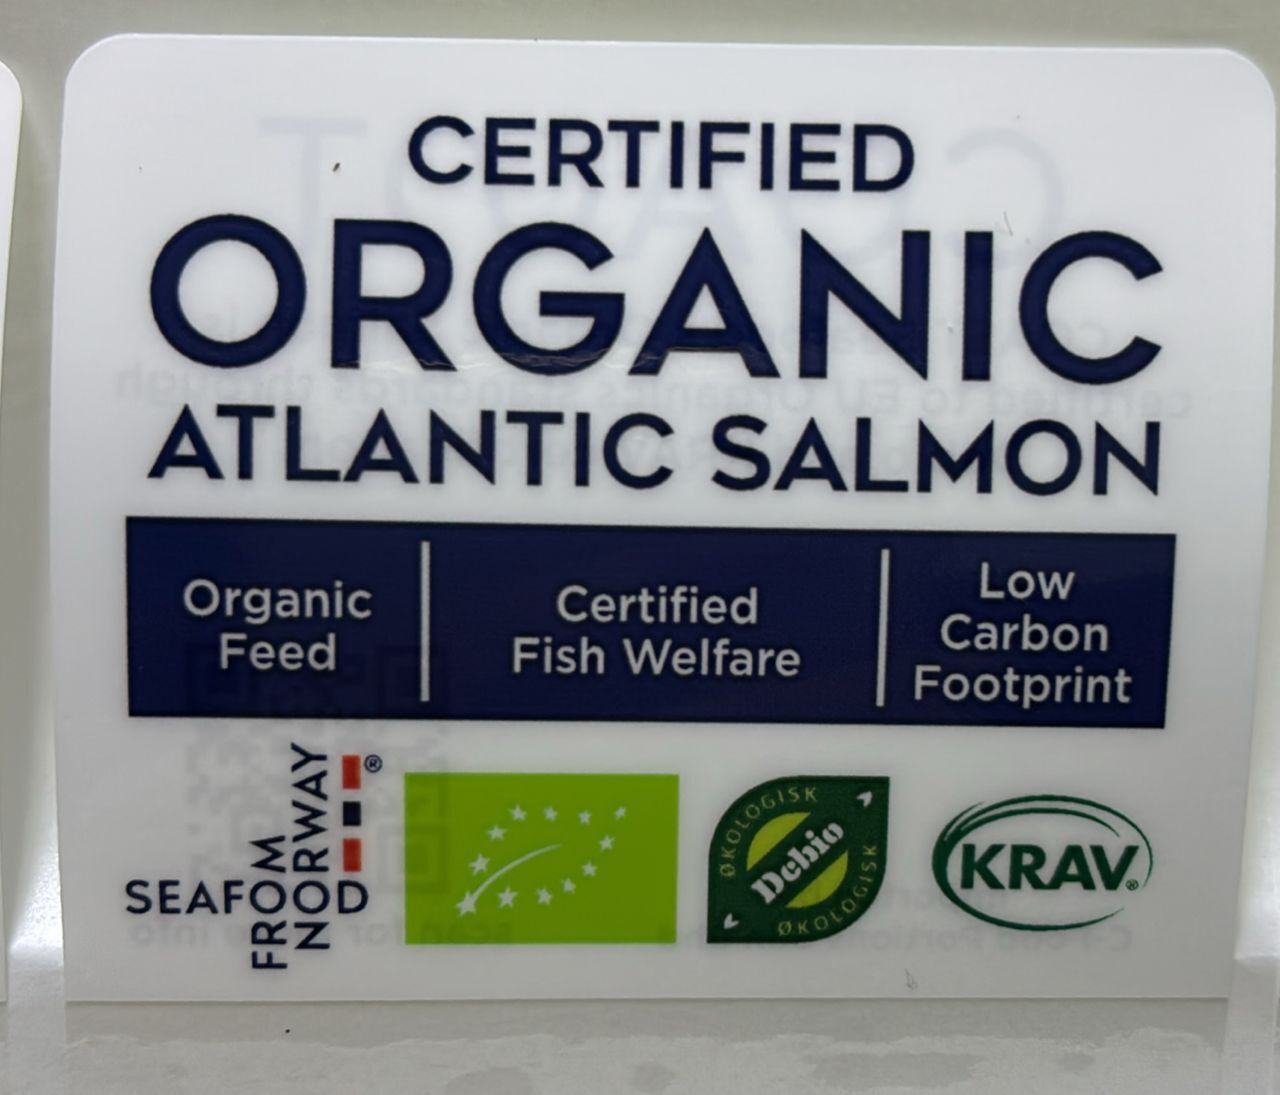 CERTIFIED
ORGANIC
ATLANTIC SALMON
Organic
Feed
Certified
Fish Welfare
Low
Carbon
Footprint
SEAFOOD
FROM
NORWAY
®
ØKOLOGISK
Debio
ØKOLOGISK
KRAV®